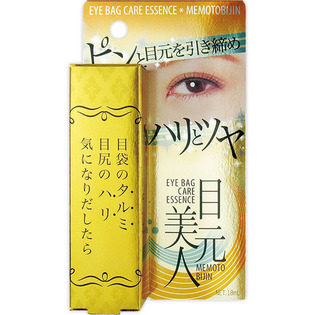 EYE BAG CARE ESSENCE * MEMOTOBIJIN
ピンと目元を引き締め
ハリとツヤ
目袋のタルミ
目尻のハリ
気になりだしたら
EYE BAG
CARE
ESSENCE
目元美人
MEMOTO
BIJIN